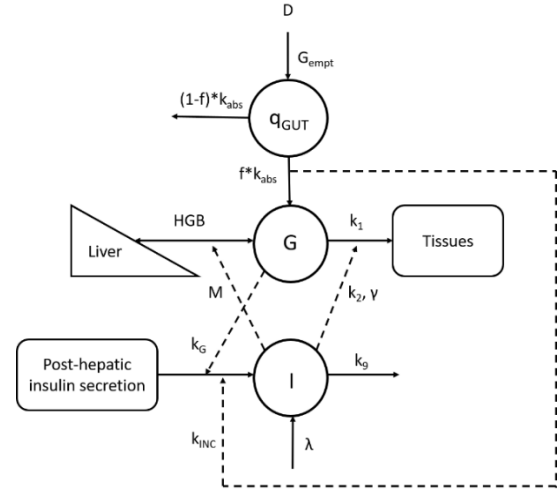 D
G_empt
(1-f)*k_abs
q_GUT
f*k_abs
HGB
k_1
Liver
G
Tissues
M
k_2, γ
k_G
Post-hepatic
insulin secretion
I
k_9
k_INC
λ